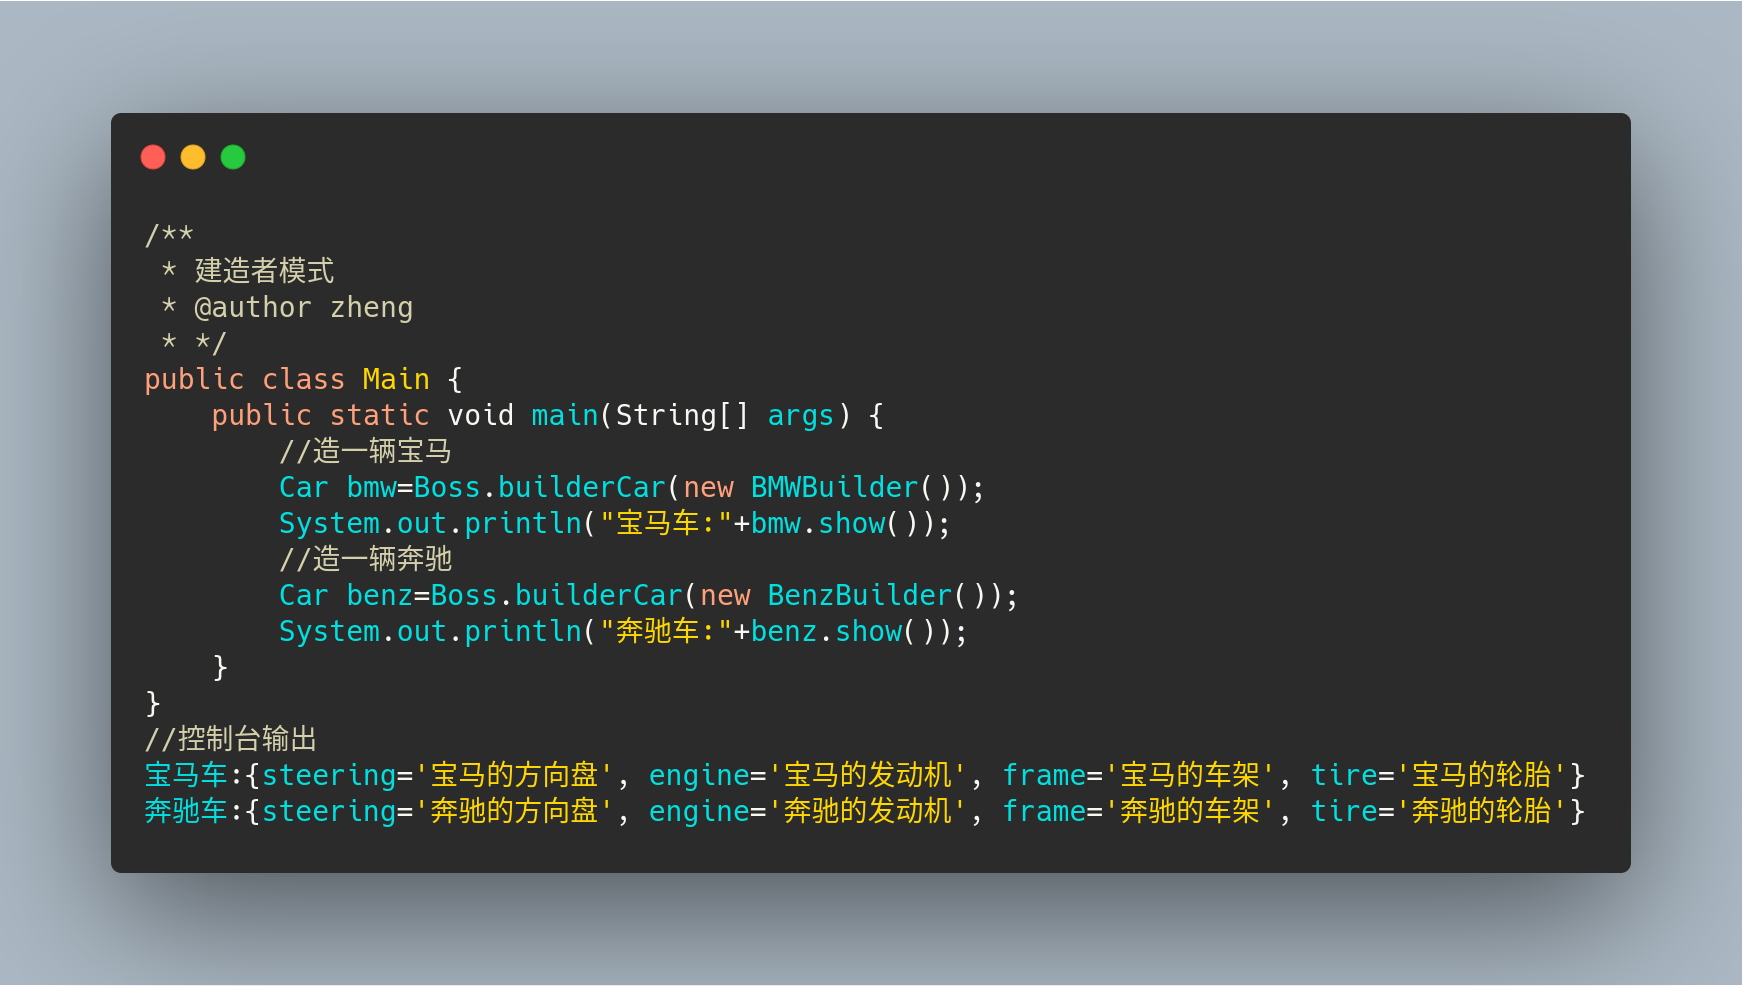 /**
 * 建造者模式
 * @author zheng
 * */
public class Main {
    public static void main(String[] args) {
        //造一辆宝马
        Car bmw=Boss.builderCar(new BMWBuilder());
        System.out.println("宝马车:"+bmw.show());
        //造一辆奔驰
        Car benz=Boss.builderCar(new BenzBuilder());
        System.out.println("奔驰车:"+benz.show());
    }
}
//控制台输出
宝马车:{steering='宝马的方向盘', engine='宝马的发动机', frame='宝马的车架', tire='宝马的轮胎'}
奔驰车:{steering='奔驰的方向盘', engine='奔驰的发动机', frame='奔驰的车架', tire='奔驰的轮胎'}